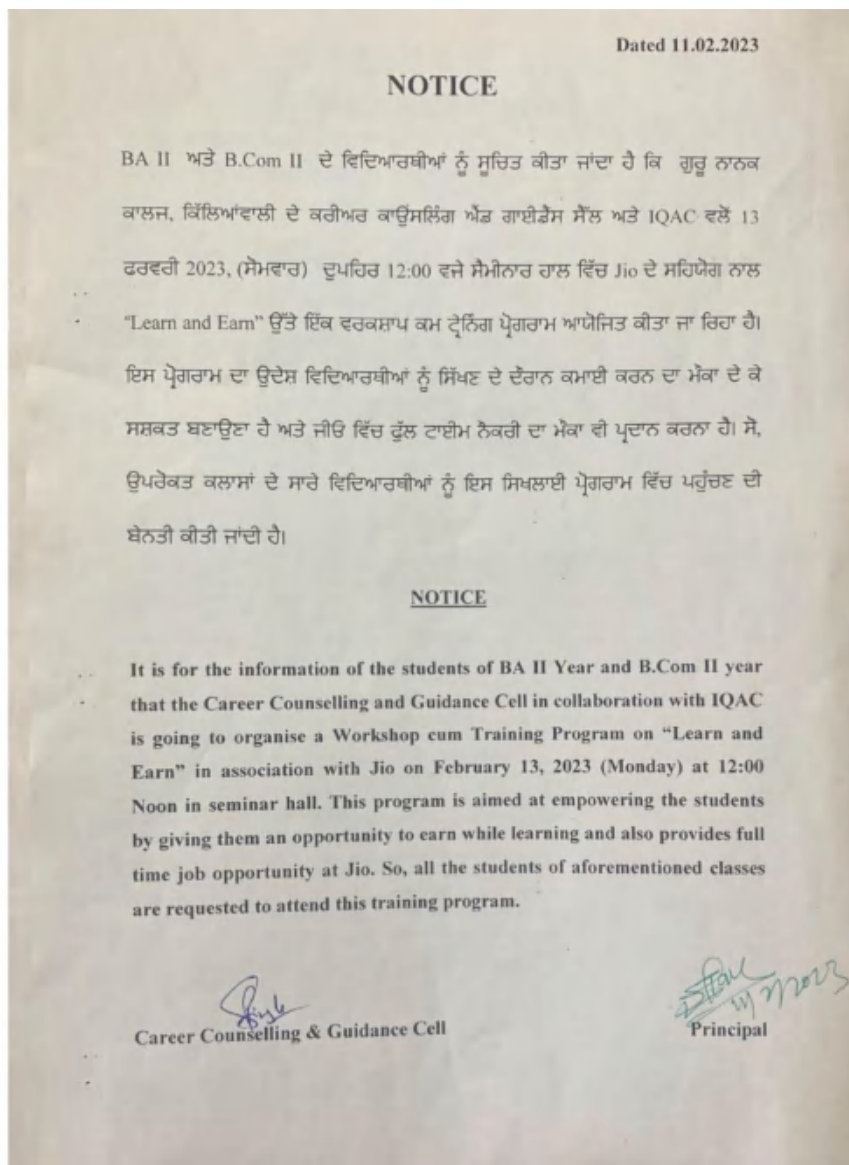 Dated 11.02.2023
NOTICE
BA II ਅਤੇ B.Com II ਦੇ ਵਿਦਿਆਰਥੀਆਂ ਨੂੰ ਸੂਚਿਤ ਕੀਤਾ ਜਾਂਦਾ ਹੈ ਕਿ ਗੁਰੂ ਨਾਨਕ
ਕਾਲਜ, ਕਿੱਲਿਆਂਵਾਲੀ ਦੇ ਕਰੀਅਰ ਕਾਉਂਸਲਿੰਗ ਐਂਡ ਗਾਈਡੈਂਸ ਸੈੱਲ ਅਤੇ IQAC ਵਲੋਂ 13
ਫਰਵਰੀ 2023, (ਸੋਮਵਾਰ) ਦੁਪਹਿਰ 12:00 ਵਜੇ ਸੈਮੀਨਾਰ ਹਾਲ ਵਿੱਚ Jio ਦੇ ਸਹਿਯੋਗ ਨਾਲ
“Learn and Earn” ਉੱਤੇ ਇੱਕ ਵਰਕਸ਼ਾਪ ਕਮ ਟ੍ਰੇਨਿੰਗ ਪ੍ਰੋਗਰਾਮ ਆਯੋਜਿਤ ਕੀਤਾ ਜਾ ਰਿਹਾ ਹੈ।
ਇਸ ਪ੍ਰੋਗਰਾਮ ਦਾ ਉਦੇਸ਼ ਵਿਦਿਆਰਥੀਆਂ ਨੂੰ ਸਿੱਖਣ ਦੇ ਦੌਰਾਨ ਕਮਾਈ ਕਰਨ ਦਾ ਮੌਕਾ ਦੇ ਕੇ
ਸਸ਼ਕਤ ਬਣਾਉਣਾ ਹੈ ਅਤੇ ਜੀਓ ਵਿੱਚ ਫੁੱਲ ਟਾਈਮ ਨੌਕਰੀ ਦਾ ਮੌਕਾ ਵੀ ਪ੍ਰਦਾਨ ਕਰਨਾ ਹੈ। ਸੋ,
ਉਪਰੋਕਤ ਕਲਾਸਾਂ ਦੇ ਸਾਰੇ ਵਿਦਿਆਰਥੀਆਂ ਨੂੰ ਇਸ ਸਿਖਲਾਈ ਪ੍ਰੋਗਰਾਮ ਵਿੱਚ ਪਹੁੰਚਣ ਦੀ
ਬੇਨਤੀ ਕੀਤੀ ਜਾਂਦੀ ਹੈ।
NOTICE
It is for the information of the students of BA II Year and B.Com II year
that the Career Counselling and Guidance Cell in collaboration with IQAC
is going to organise a Workshop cum Training Program on “Learn and
Earn” in association with Jio on February 13, 2023 (Monday) at 12:00
Noon in seminar hall. This program is aimed at empowering the students
by giving them an opportunity to earn while learning and also provides full
time job opportunity at Jio. So, all the students of aforementioned classes
are requested to attend this training program.
Career Counselling & Guidance Cell
Principal